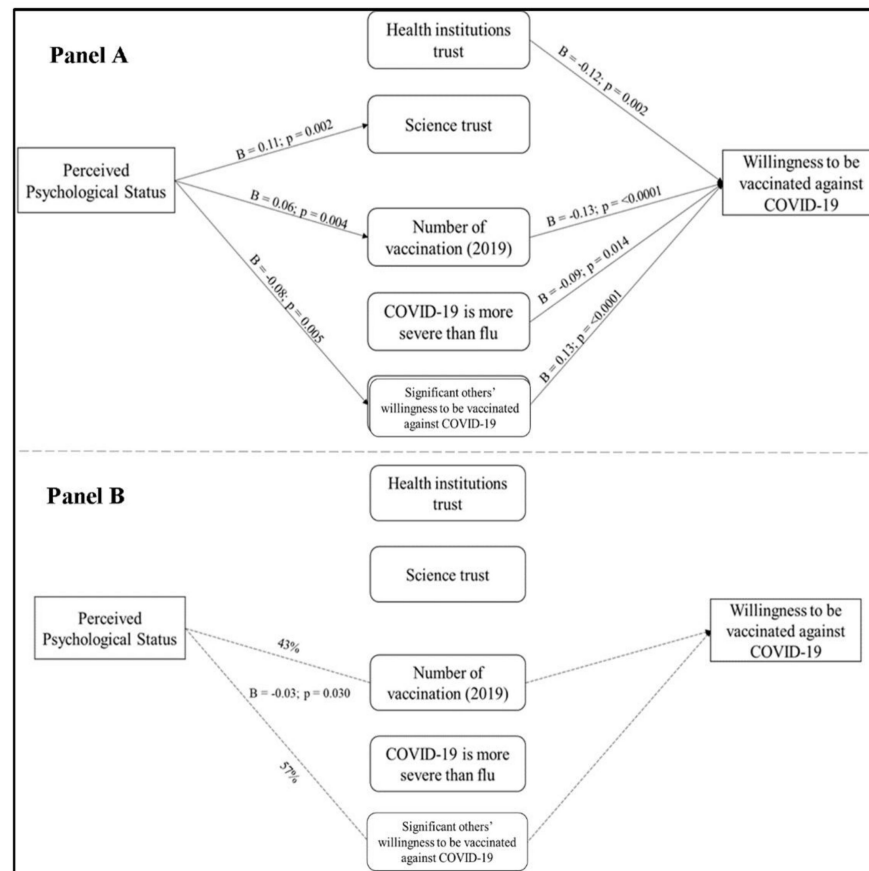 Panel A
Health institutions
trust
B = -0.12; p = 0.002
Science trust
B = 0.11; p = 0.002
Perceived
Psychological Status
Willingness to be
vaccinated against
COVID-19
B = 0.06; p = 0.004
Number of
vaccination (2019)
B = -0.13; p = <0.0001
B = -0.09; p = 0.014
B = -0.08; p = 0.005
COVID-19 is more
severe than flu
B = 0.13; p = <0.0001
Significant others'
willingness to be vaccinated
against COVID-19
Panel B
Health institutions
trust
Science trust
Perceived
Psychological Status
Willingness to be
vaccinated against
COVID-19
43%
Number of
vaccination (2019)
B = -0.03; p = 0.030
57%
COVID-19 is more
severe than flu
Significant others'
willingness to be vaccinated
against COVID-19